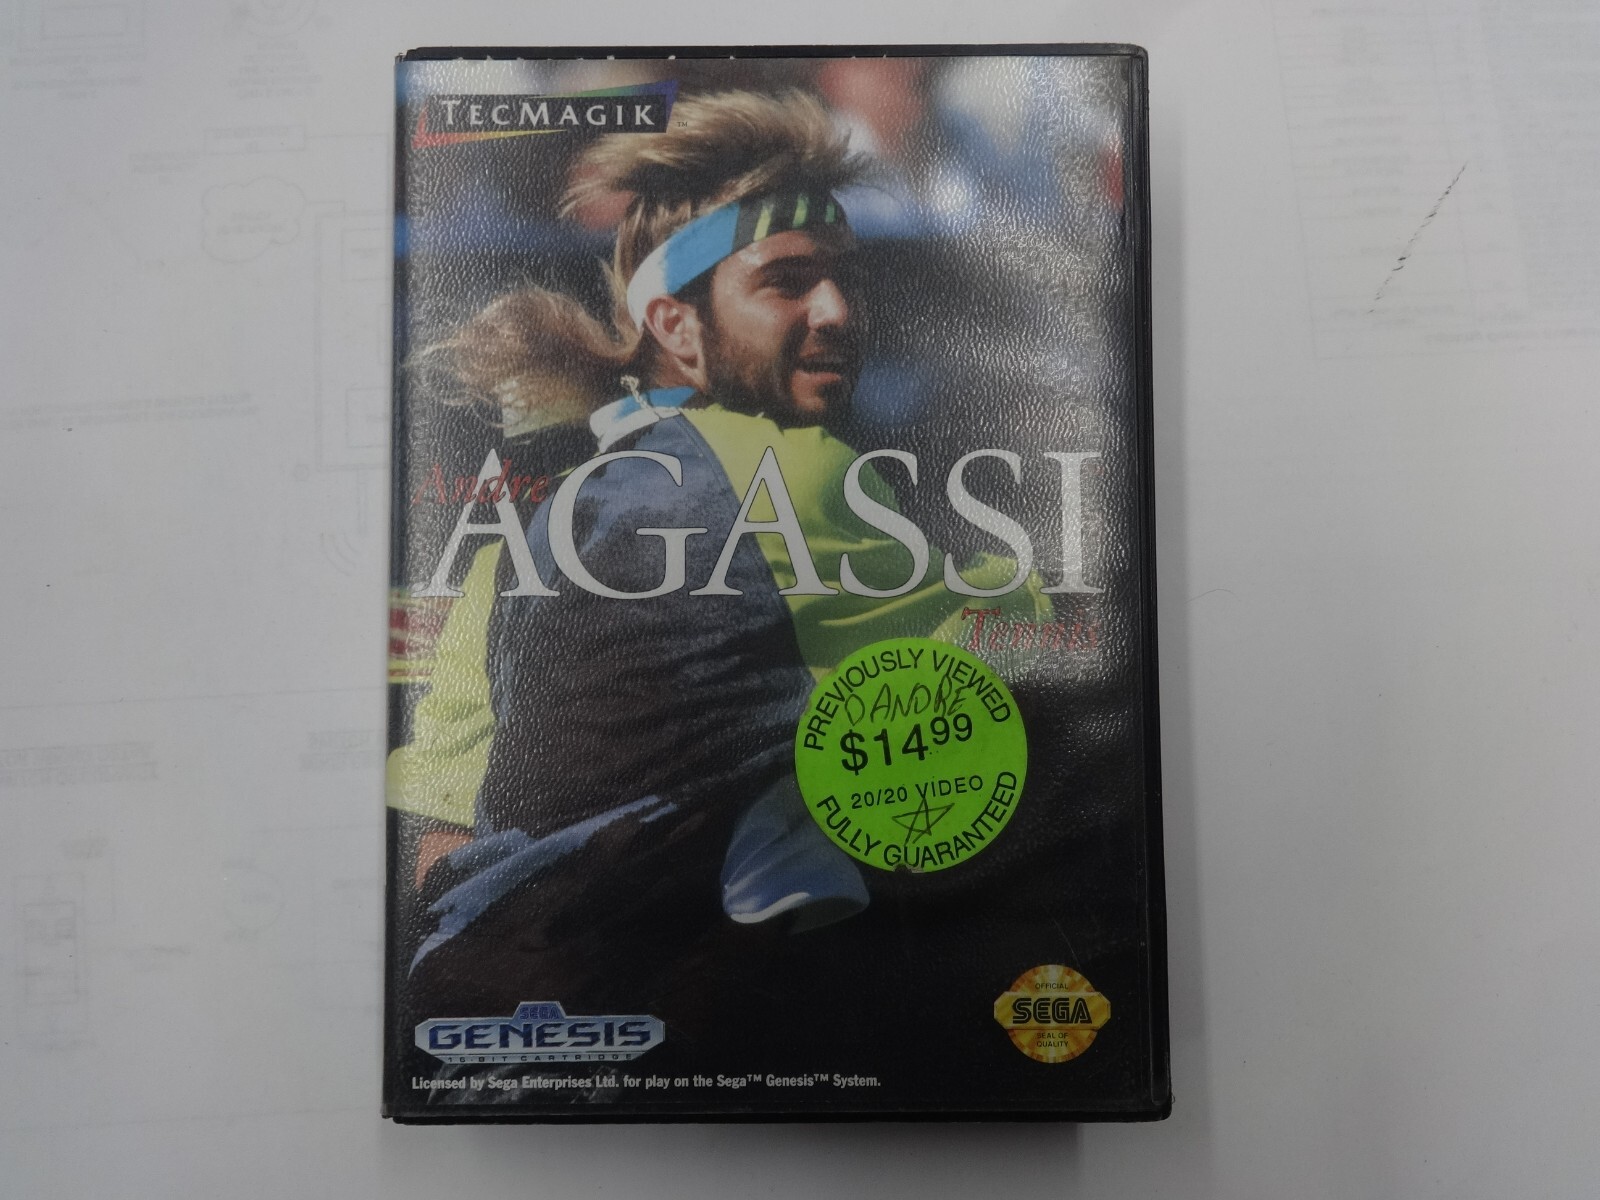 TECMAGIK™
Andre
AGASSI
Tennis
PREVIOUSLY VIEWED
D ANDRE
$14.99
20/20 VIDEO
FULLY GUARANTEED
SEGA
GENESIS
16-BIT CARTRIDGE
OFFICIAL
SEGA
SEAL OF
QUALITY
Licensed by Sega Enterprises Ltd. for play on the Sega™ Genesis™ System.